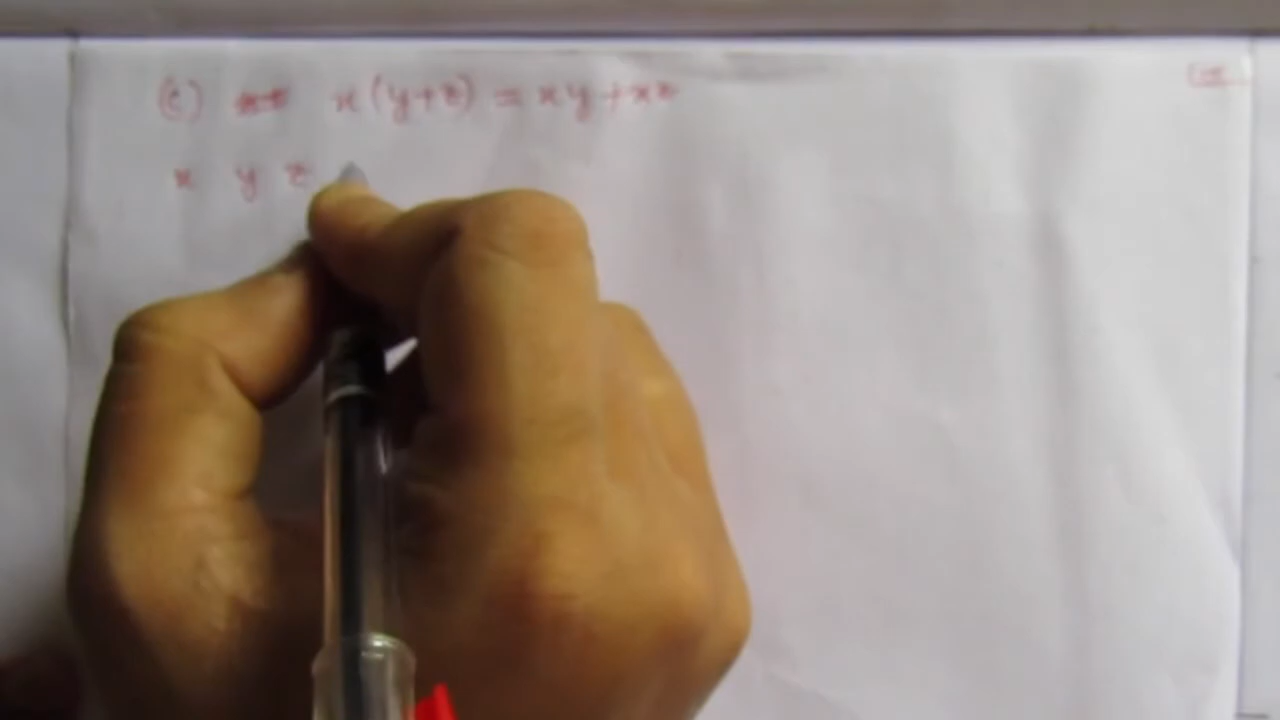 (c) x(y+z) = xy+xz
x y z